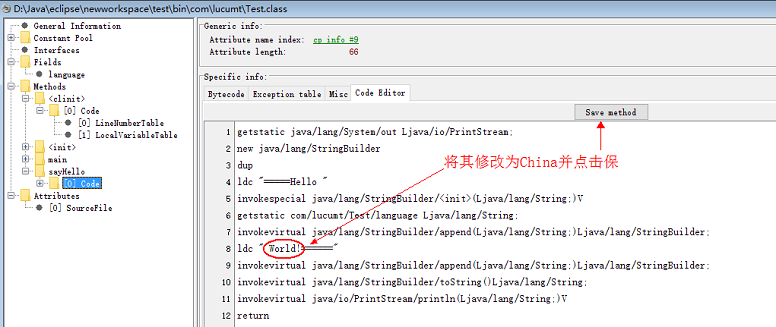 D:\Java\eclipse\newworkspace\test\bin\com\lucumt\Test.class
General Information
Constant Pool
Interfaces
Fields
language
Methods
<clinit>
[0] Code
[0] LineNumberTable
[1] LocalVariableTable
<init>
main
sayHello
[0] Code
Attributes
[0] SourceFile
Generic info:
Attribute name index: cp info #9
Attribute length: 66
Specific info:
Bytecode Exception table Misc Code Editor
Save method
将其修改为China并点击保
1 getstatic java/lang/System/out Ljava/io/PrintStream;
2 new java/lang/StringBuilder
3 dup
4 ldc "=====Hello "
5 invokespecial java/lang/StringBuilder/<init>(Ljava/lang/String;)V
6 getstatic com/lucumt/Test/language Ljava/lang/String;
7 invokevirtual java/lang/StringBuilder/append(Ljava/lang/String;)Ljava/lang/StringBuilder;
8 ldc " World!======"
9 invokevirtual java/lang/StringBuilder/append(Ljava/lang/String;)Ljava/lang/StringBuilder;
10 invokevirtual java/lang/StringBuilder/toString()Ljava/lang/String;
11 invokevirtual java/io/PrintStream/println(Ljava/lang/String;)V
12 return